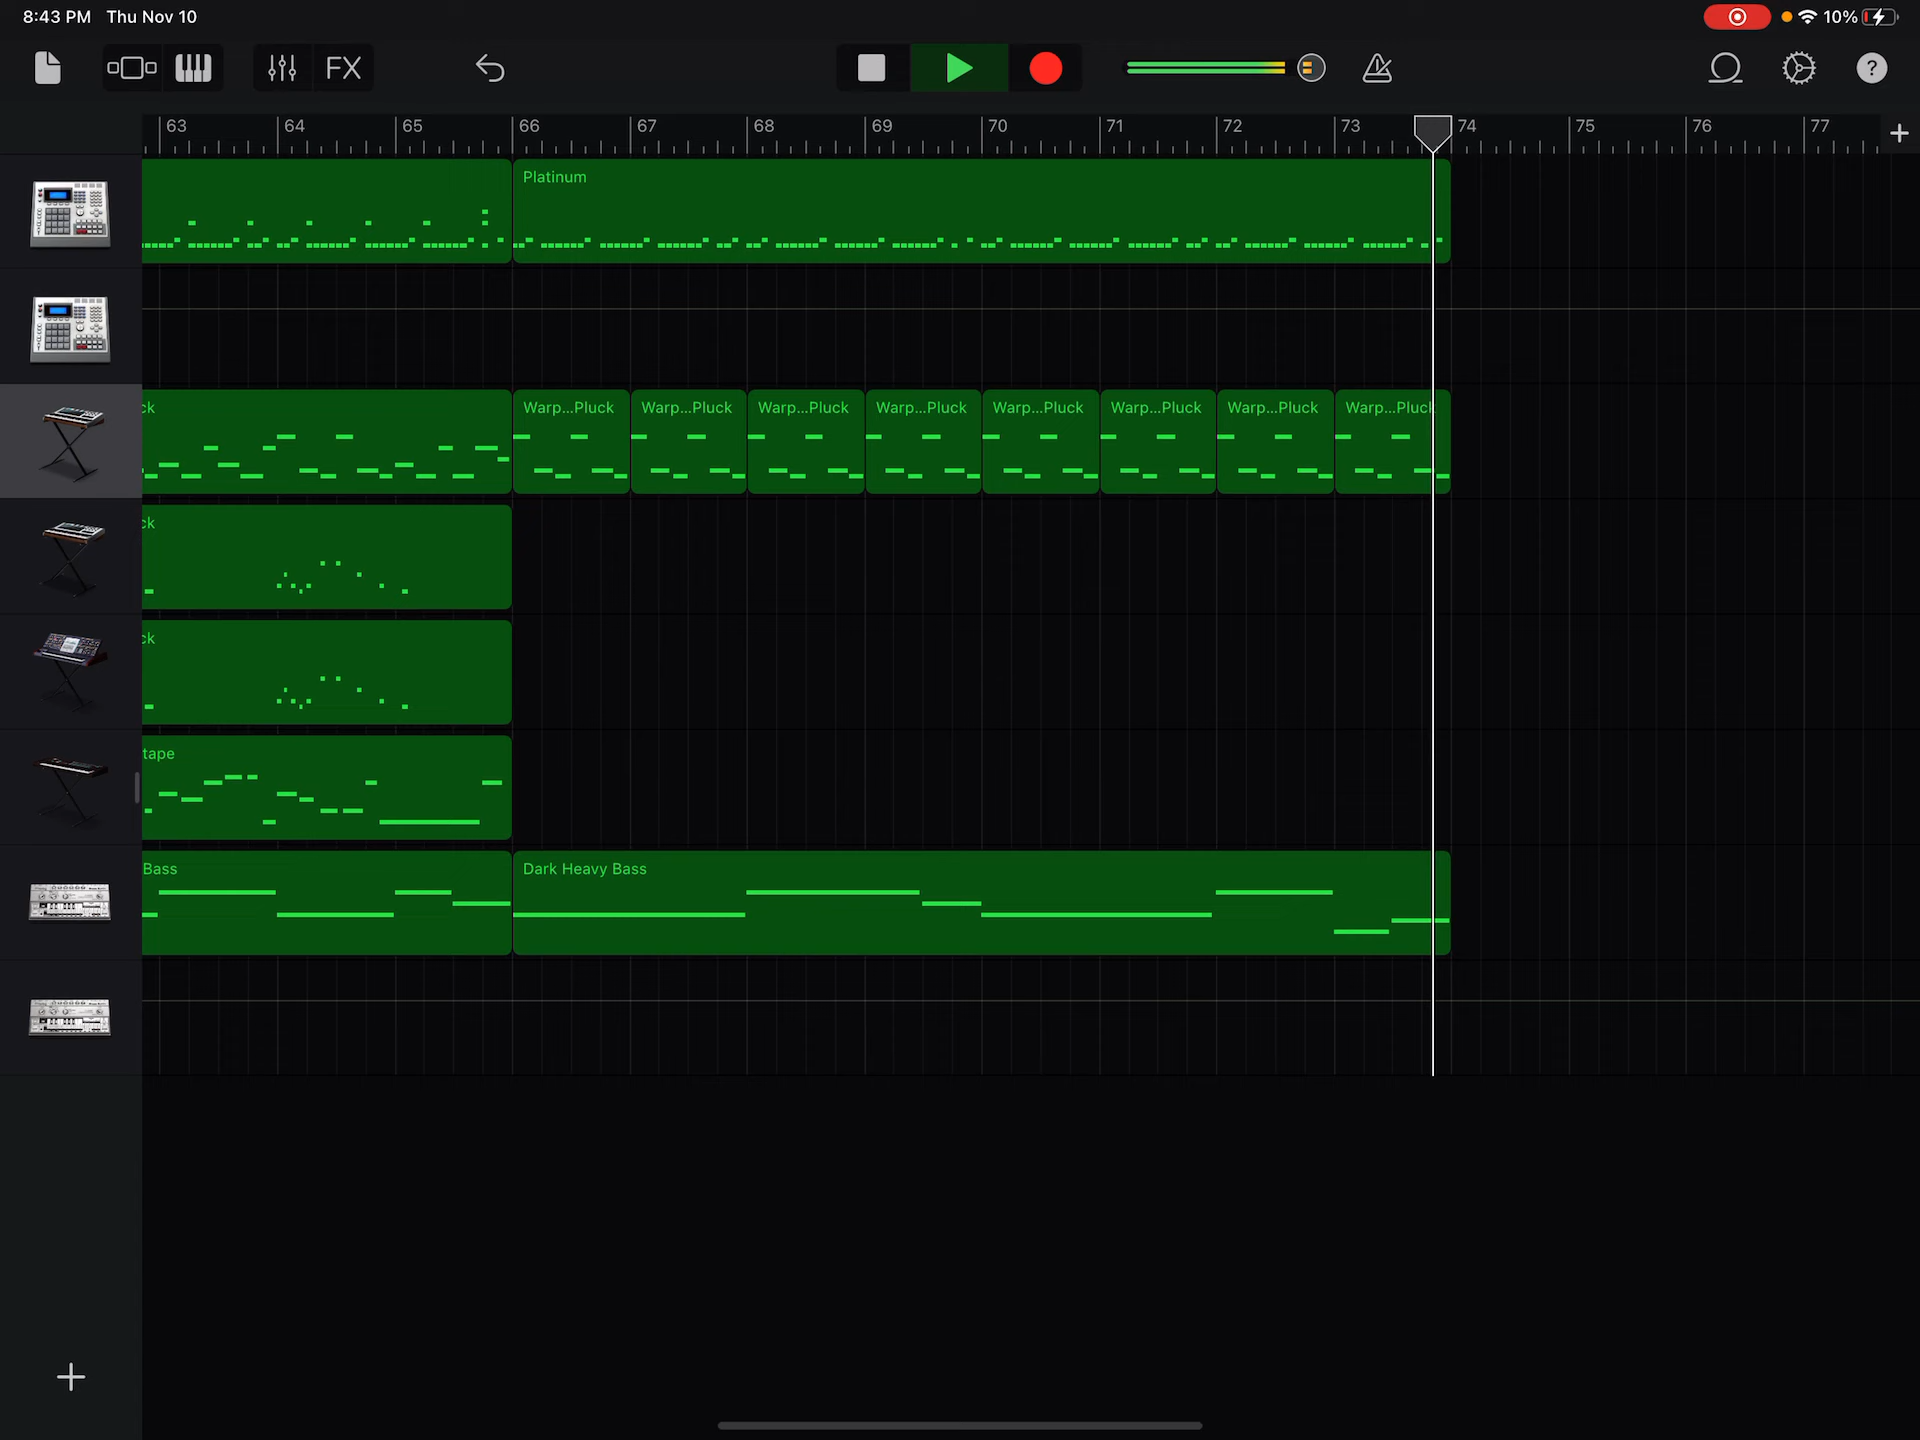 8:43 PM Thu Nov 10
10%
FX
?
63 64 65 66 67 68 69 70 71 72 73 74 75 76 77
Platinum
ck Warp...Pluck Warp...Pluck Warp...Pluck Warp...Pluck Warp...Pluck Warp...Pluck Warp...Pluck Warp...Pluck
ck
ck
tape
Bass Dark Heavy Bass